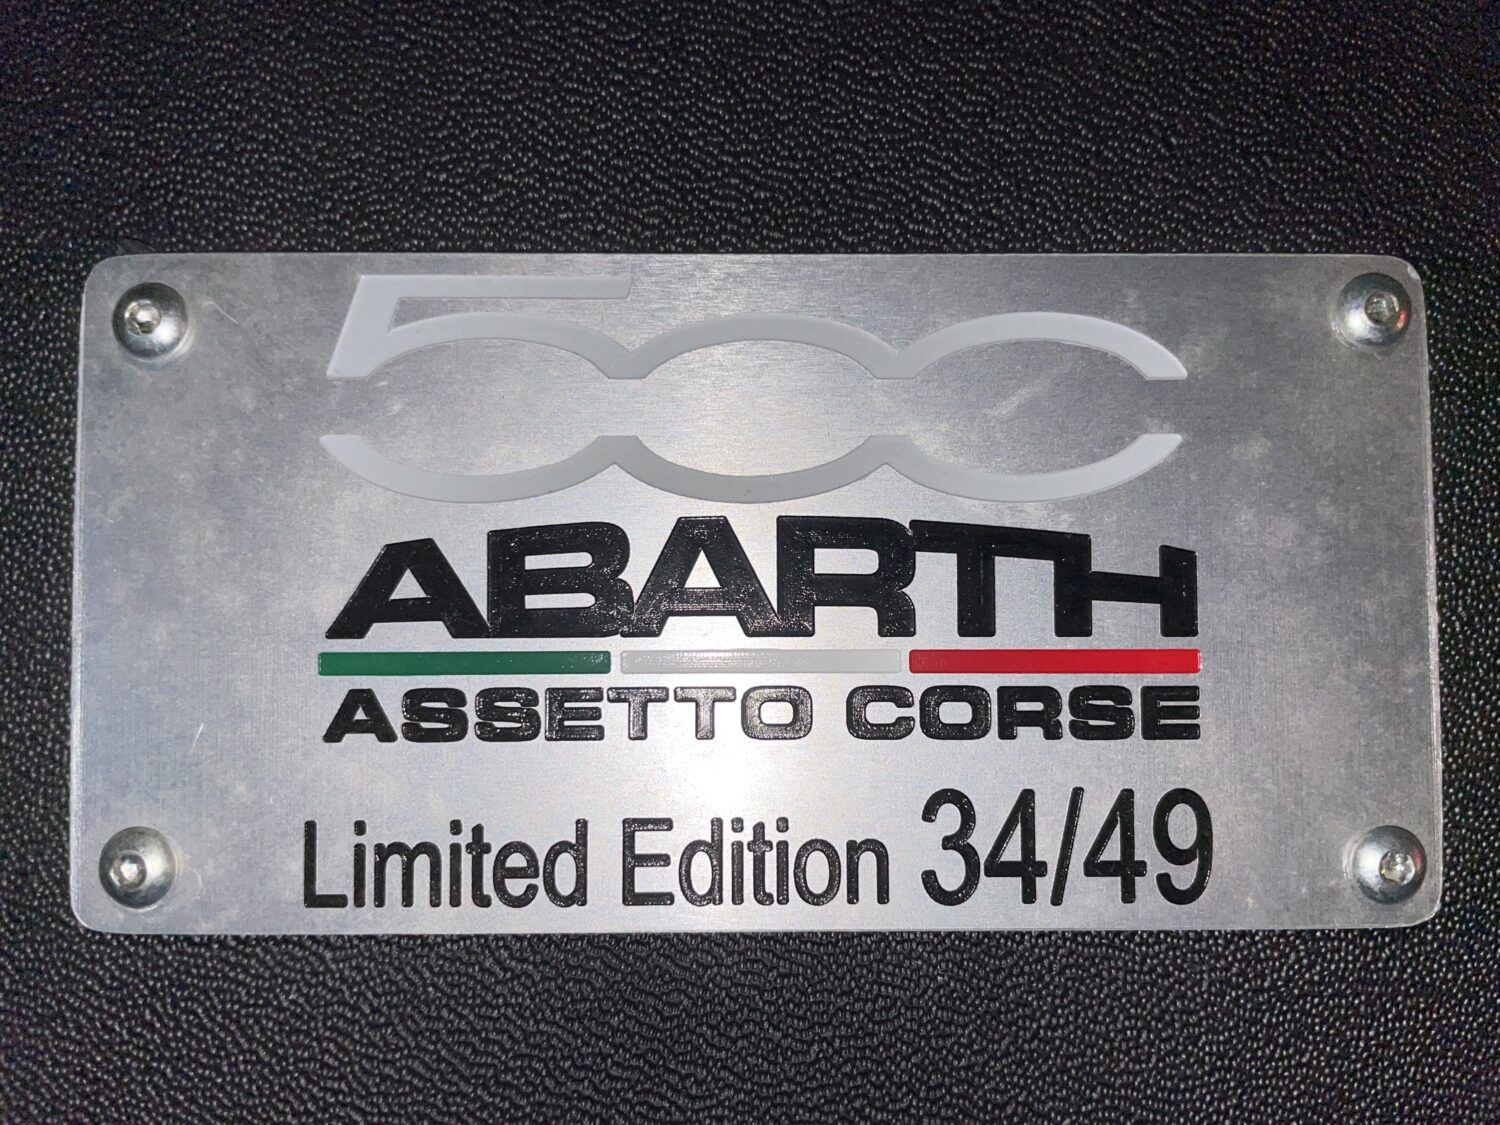 500
ABARTH
ASSETTO CORSE
Limited Edition 34/49